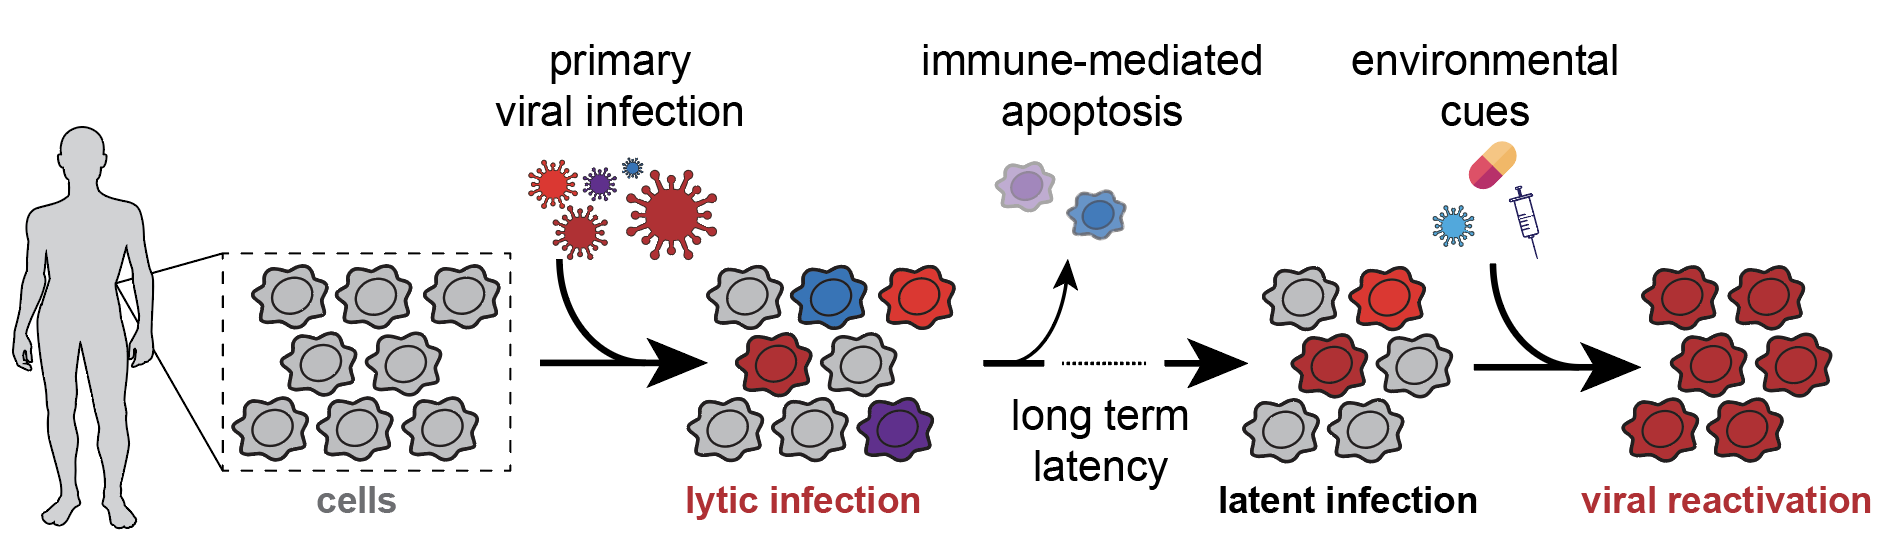 primary
viral infection
immune-mediated
apoptosis
environmental
cues
long term
latency
cells
lytic infection
latent infection
viral reactivation